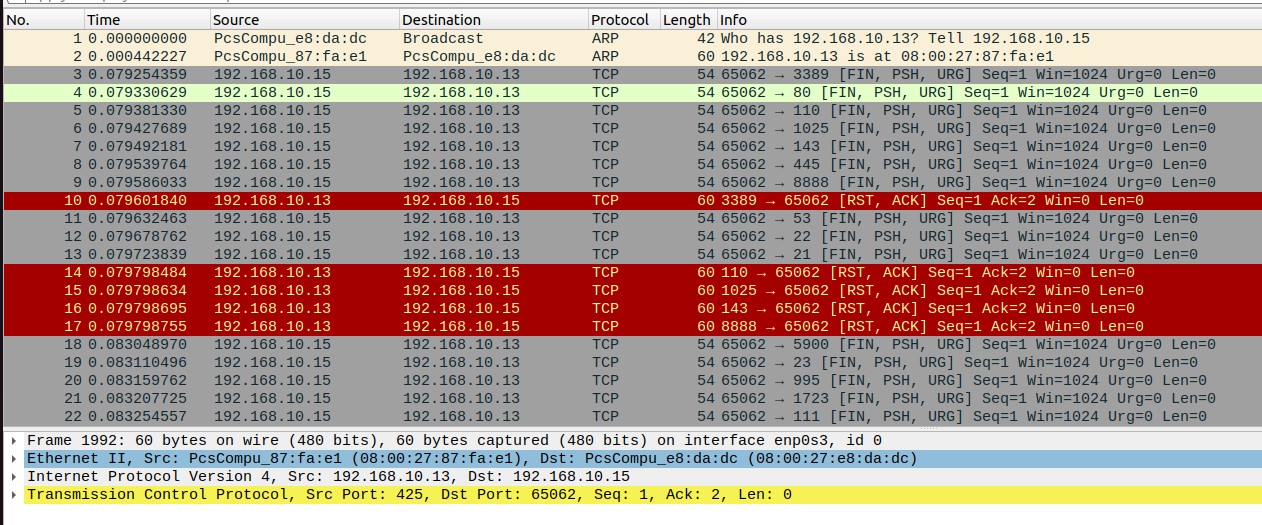 No. Time Source Destination Protocol Length Info
1 0.000000000 PcsCompu_e8:da:dc Broadcast ARP 42 Who has 192.168.10.13? Tell 192.168.10.15
2 0.000442227 PcsCompu_87:fa:e1 PcsCompu_e8:da:dc ARP 60 192.168.10.13 is at 08:00:27:87:fa:e1
3 0.079254359 192.168.10.15 192.168.10.13 TCP 54 65062 → 3389 [FIN, PSH, URG] Seq=1 Win=1024 Urg=0 Len=0
4 0.079330629 192.168.10.15 192.168.10.13 TCP 54 65062 → 80 [FIN, PSH, URG] Seq=1 Win=1024 Urg=0 Len=0
5 0.079381330 192.168.10.15 192.168.10.13 TCP 54 65062 → 110 [FIN, PSH, URG] Seq=1 Win=1024 Urg=0 Len=0
6 0.079427689 192.168.10.15 192.168.10.13 TCP 54 65062 → 1025 [FIN, PSH, URG] Seq=1 Win=1024 Urg=0 Len=0
7 0.079492181 192.168.10.15 192.168.10.13 TCP 54 65062 → 143 [FIN, PSH, URG] Seq=1 Win=1024 Urg=0 Len=0
8 0.079539764 192.168.10.15 192.168.10.13 TCP 54 65062 → 445 [FIN, PSH, URG] Seq=1 Win=1024 Urg=0 Len=0
9 0.079586033 192.168.10.15 192.168.10.13 TCP 54 65062 → 8888 [FIN, PSH, URG] Seq=1 Win=1024 Urg=0 Len=0
10 0.079601840 192.168.10.13 192.168.10.15 TCP 60 3389 → 65062 [RST, ACK] Seq=1 Ack=2 Win=0 Len=0
11 0.079632463 192.168.10.15 192.168.10.13 TCP 54 65062 → 53 [FIN, PSH, URG] Seq=1 Win=1024 Urg=0 Len=0
12 0.079678762 192.168.10.15 192.168.10.13 TCP 54 65062 → 22 [FIN, PSH, URG] Seq=1 Win=1024 Urg=0 Len=0
13 0.079723839 192.168.10.15 192.168.10.13 TCP 54 65062 → 21 [FIN, PSH, URG] Seq=1 Win=1024 Urg=0 Len=0
14 0.079798484 192.168.10.13 192.168.10.15 TCP 60 110 → 65062 [RST, ACK] Seq=1 Ack=2 Win=0 Len=0
15 0.079798634 192.168.10.13 192.168.10.15 TCP 60 1025 → 65062 [RST, ACK] Seq=1 Ack=2 Win=0 Len=0
16 0.079798695 192.168.10.13 192.168.10.15 TCP 60 143 → 65062 [RST, ACK] Seq=1 Ack=2 Win=0 Len=0
17 0.079798755 192.168.10.13 192.168.10.15 TCP 60 8888 → 65062 [RST, ACK] Seq=1 Ack=2 Win=0 Len=0
18 0.083048970 192.168.10.15 192.168.10.13 TCP 54 65062 → 5900 [FIN, PSH, URG] Seq=1 Win=1024 Urg=0 Len=0
19 0.083110496 192.168.10.15 192.168.10.13 TCP 54 65062 → 23 [FIN, PSH, URG] Seq=1 Win=1024 Urg=0 Len=0
20 0.083159762 192.168.10.15 192.168.10.13 TCP 54 65062 → 995 [FIN, PSH, URG] Seq=1 Win=1024 Urg=0 Len=0
21 0.083207725 192.168.10.15 192.168.10.13 TCP 54 65062 → 1723 [FIN, PSH, URG] Seq=1 Win=1024 Urg=0 Len=0
22 0.083254557 192.168.10.15 192.168.10.13 TCP 54 65062 → 111 [FIN, PSH, URG] Seq=1 Win=1024 Urg=0 Len=0
Frame 1992: 60 bytes on wire (480 bits), 60 bytes captured (480 bits) on interface enp0s3, id 0
Ethernet II, Src: PcsCompu_87:fa:e1 (08:00:27:87:fa:e1), Dst: PcsCompu_e8:da:dc (08:00:27:e8:da:dc)
Internet Protocol Version 4, Src: 192.168.10.13, Dst: 192.168.10.15
Transmission Control Protocol, Src Port: 425, Dst Port: 65062, Seq: 1, Ack: 2, Len: 0